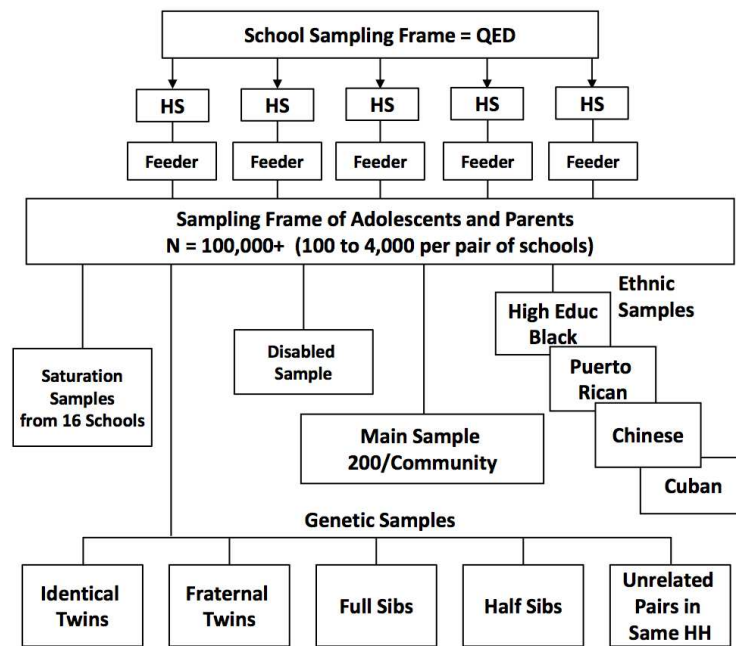 School Sampling Frame = QED
HS
HS
HS
HS
HS
Feeder
Feeder
Feeder
Feeder
Feeder
Sampling Frame of Adolescents and Parents
N = 100,000+ (100 to 4,000 per pair of schools)
Saturation
Samples
from 16 Schools
Disabled
Sample
Main Sample
200/Community
Ethnic
Samples
High Educ
Black
Puerto
Rican
Chinese
Cuban
Genetic Samples
Identical
Twins
Fraternal
Twins
Full Sibs
Half Sibs
Unrelated
Pairs in
Same HH